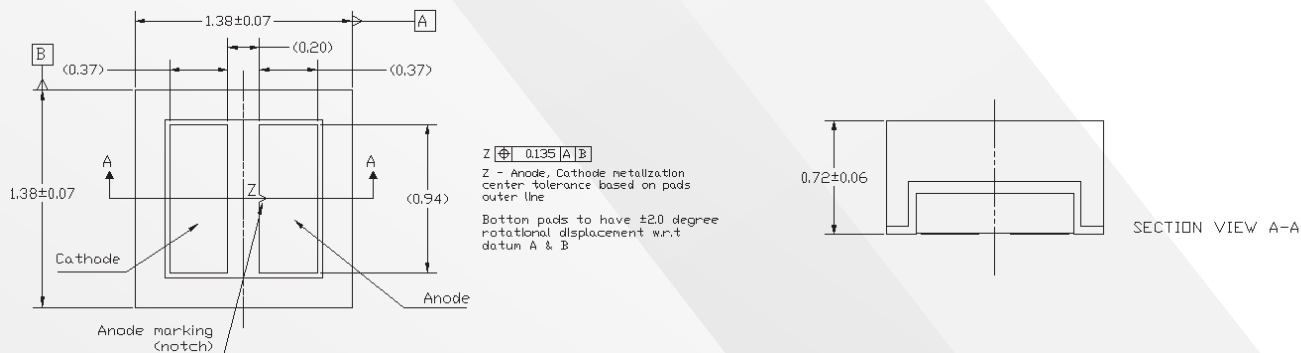 1.38±0.07
A
B
(0.20)
(0.37)
(0.37)
A
A
Z
1.38±0.07
(0.94)
Cathode
Anode
Anode marking
(notch)
Z ⌖ 0.135 A B
Z - Anode, Cathode metalization
center tolerance based on pads
outer line
Bottom pads to have ±2.0 degree
rotational displacement w.r.t
datum A & B
0.72±0.06
SECTION VIEW A-A